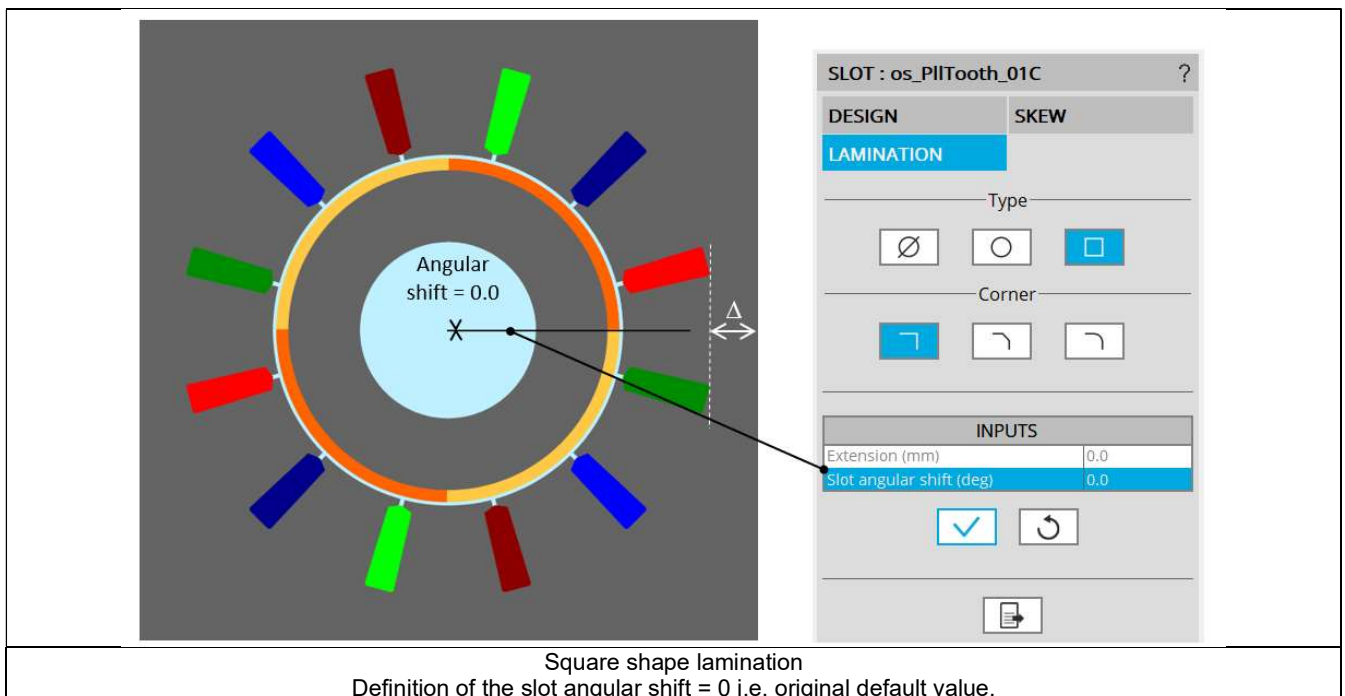 SLOT : os_PllTooth_01C ?
DESIGN SKEW
LAMINATION
Type
Corner
Angular
shift = 0.0
Δ
INPUTS
Extension (mm) 0.0
Slot angular shift (deg) 0.0
Square shape lamination
Definition of the slot angular shift = 0 i.e. original default value.